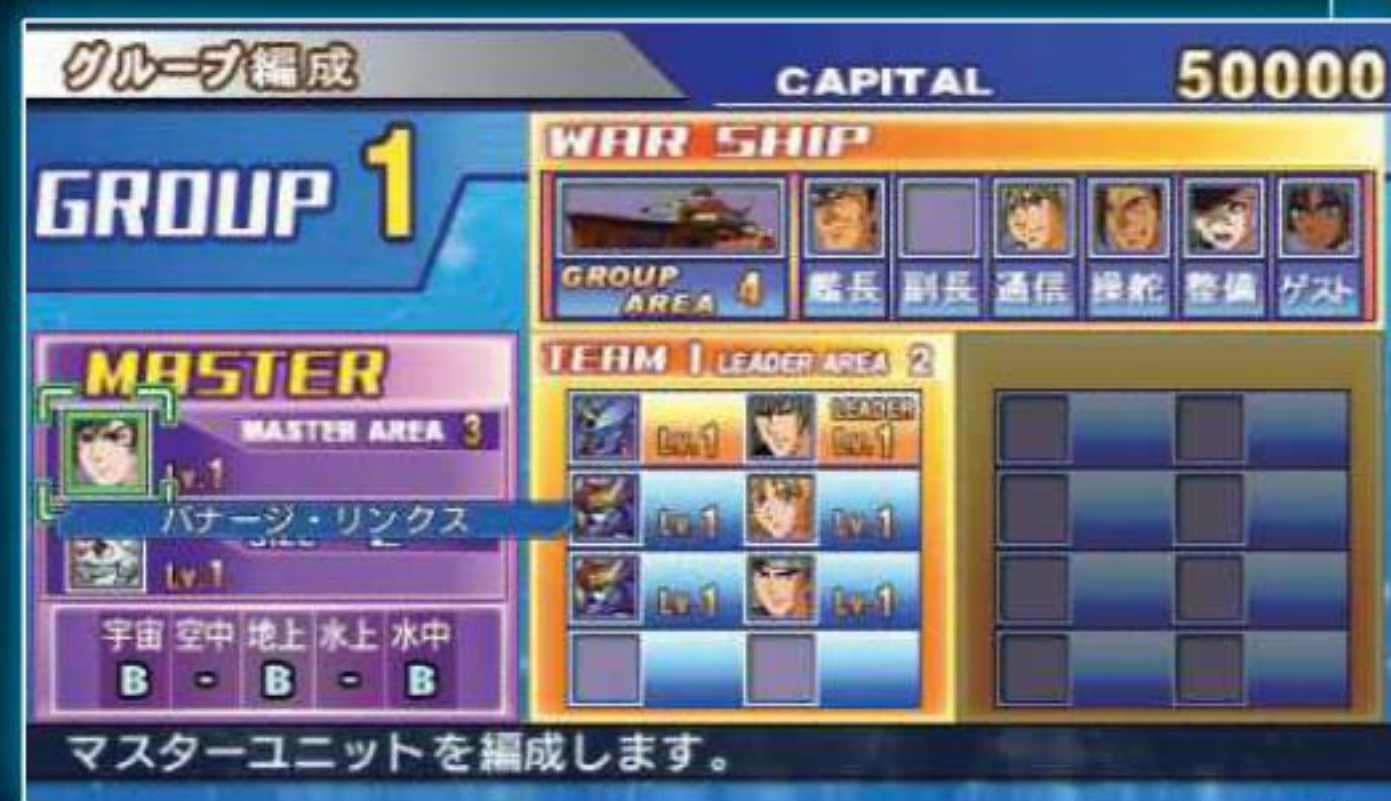 グループ編成
CAPITAL 50000
GROUP 1
WAR SHIP
GROUP AREA 4
艦長 副長 通信 操舵 整備 ゲスト
MASTER
MASTER AREA 3
Lv.1
バナージ・リンクス
Lv.1
宇宙 空中 地上 水上 水中
B - B - B
TEAM 1 LEADER AREA 2
Lv.1 LEADER Lv.1
Lv.1 Lv.1
Lv.1 Lv.1
マスターユニットを編成します。